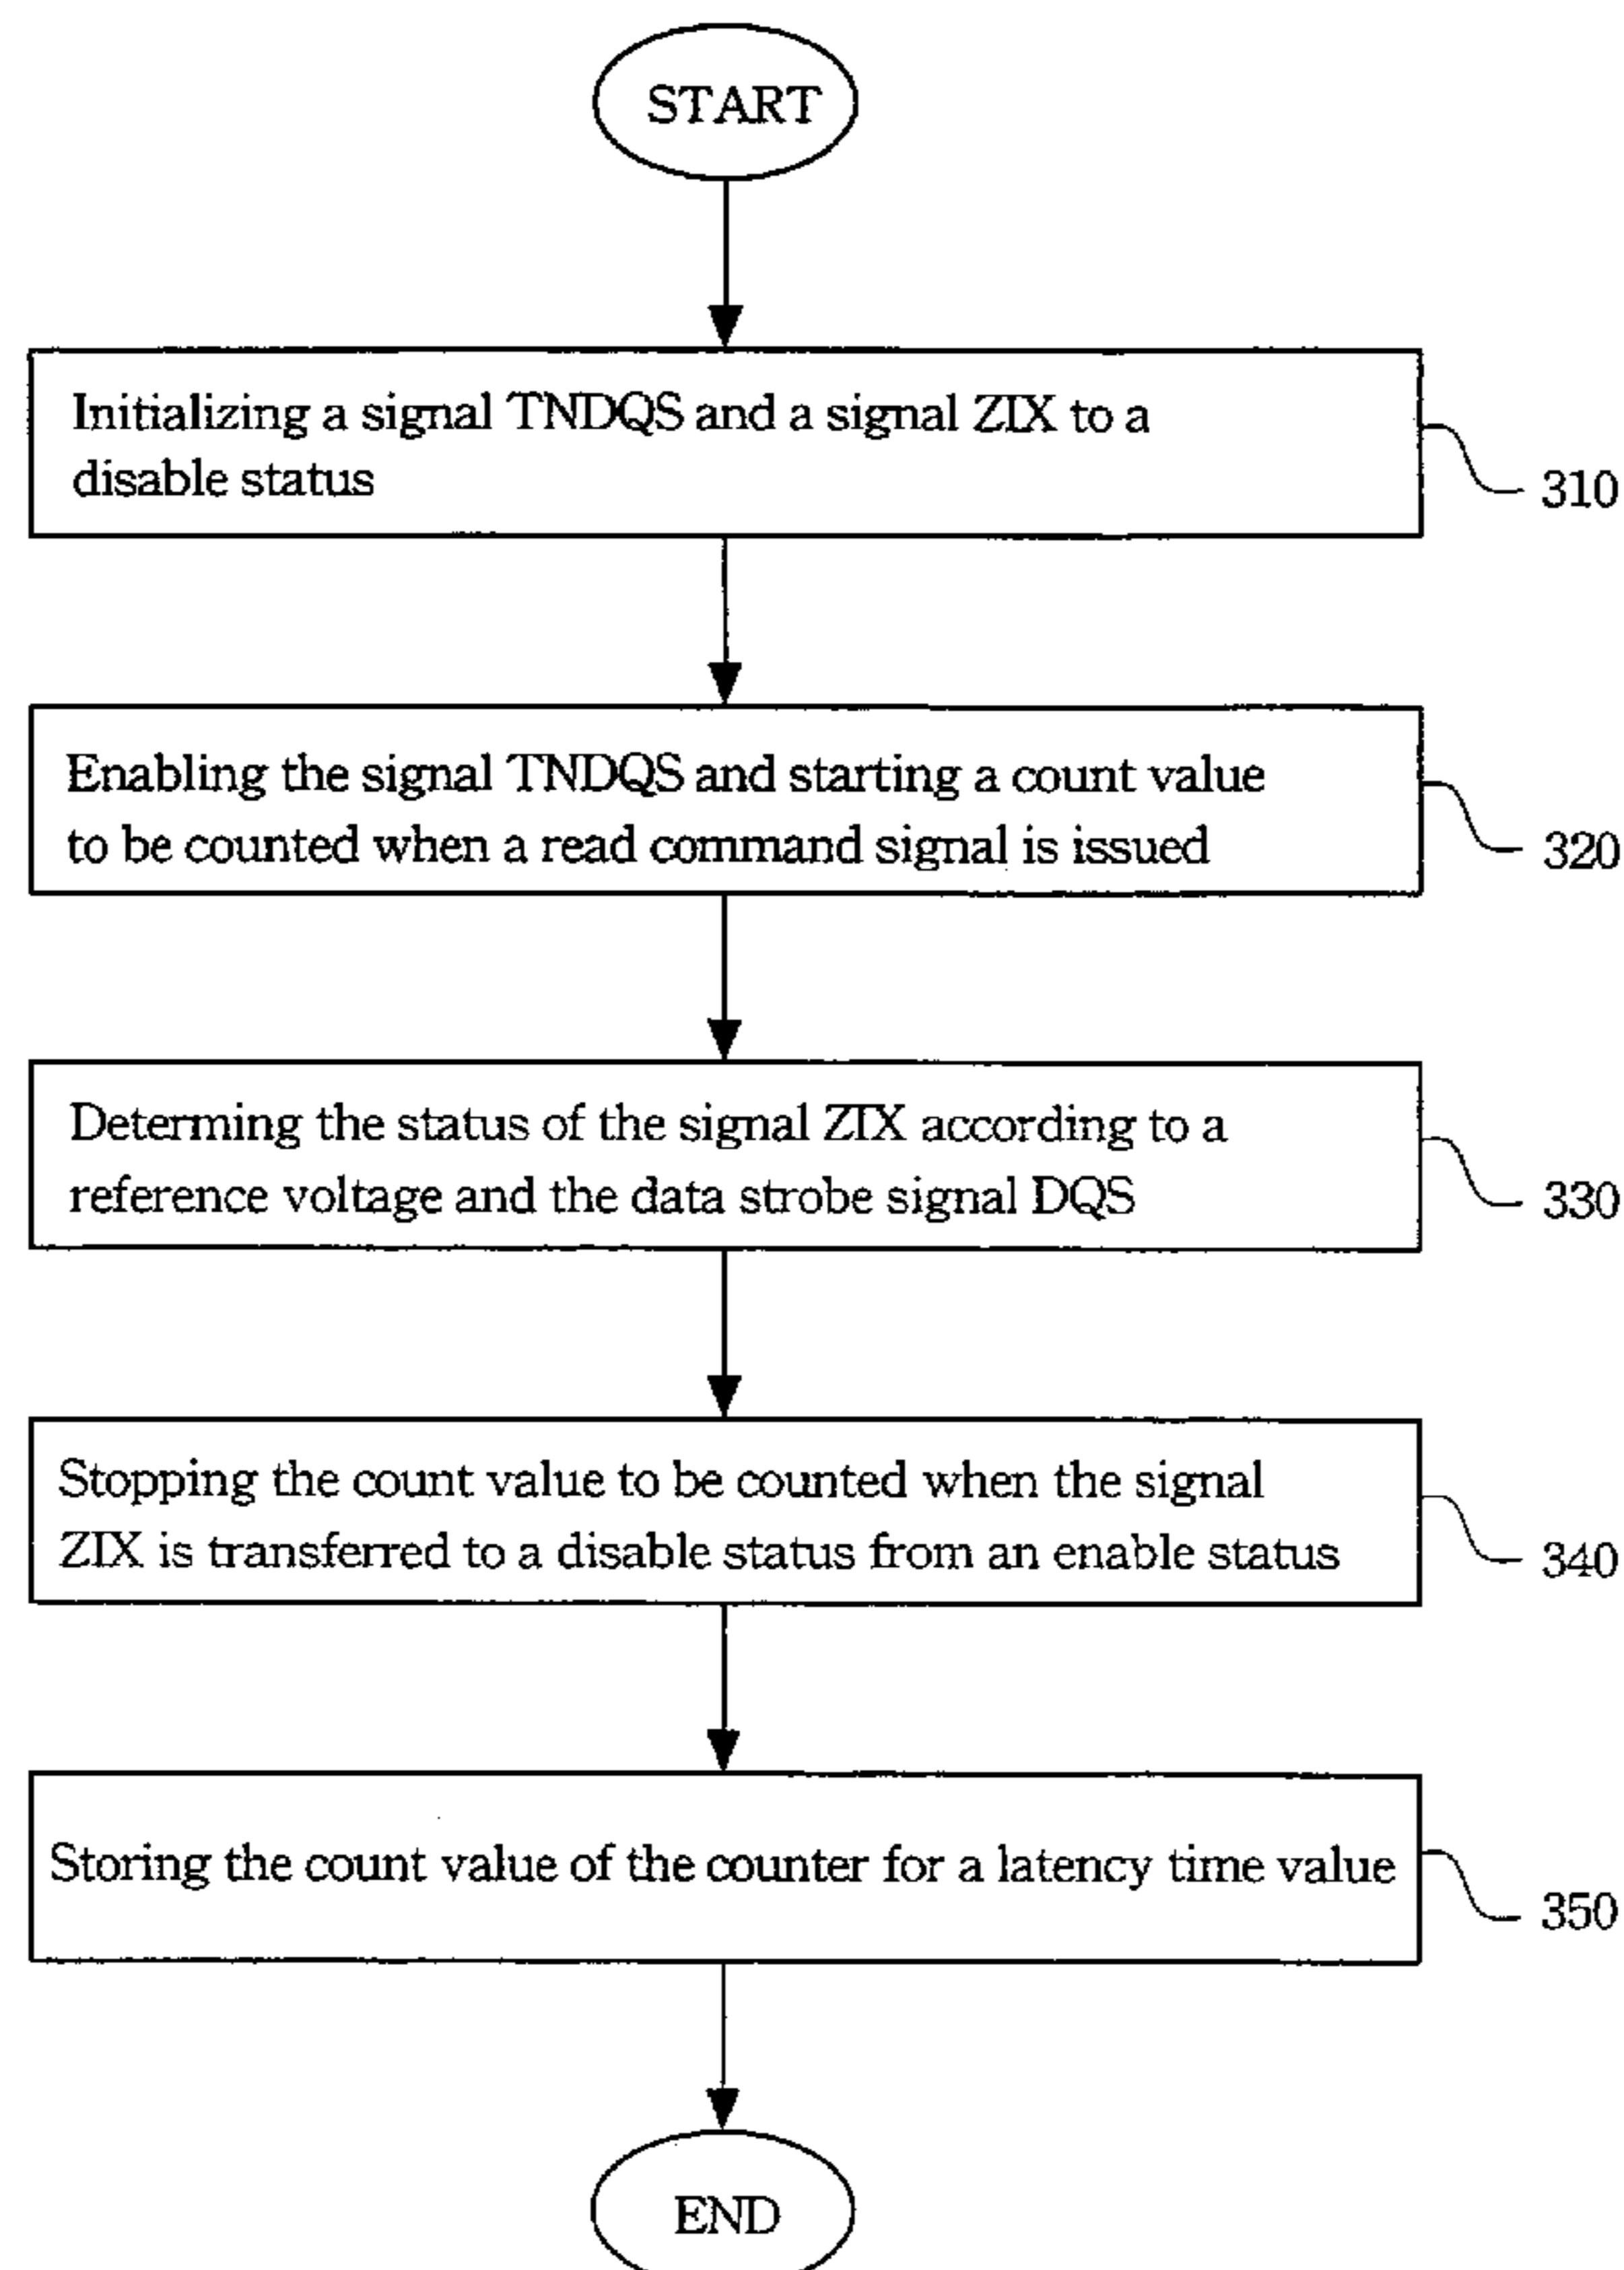 START
Initializing a signal TNDQS and a signal ZIX to a
disable status
310
Enabling the signal TNDQS and starting a count value
to be counted when a read command signal is issued
320
Determing the status of the signal ZIX according to a
reference voltage and the data strobe signal DQS
330
Stopping the count value to be counted when the signal
ZIX is transferred to a disable status from an enable status
340
Storing the count value of the counter for a latency time value
350
END